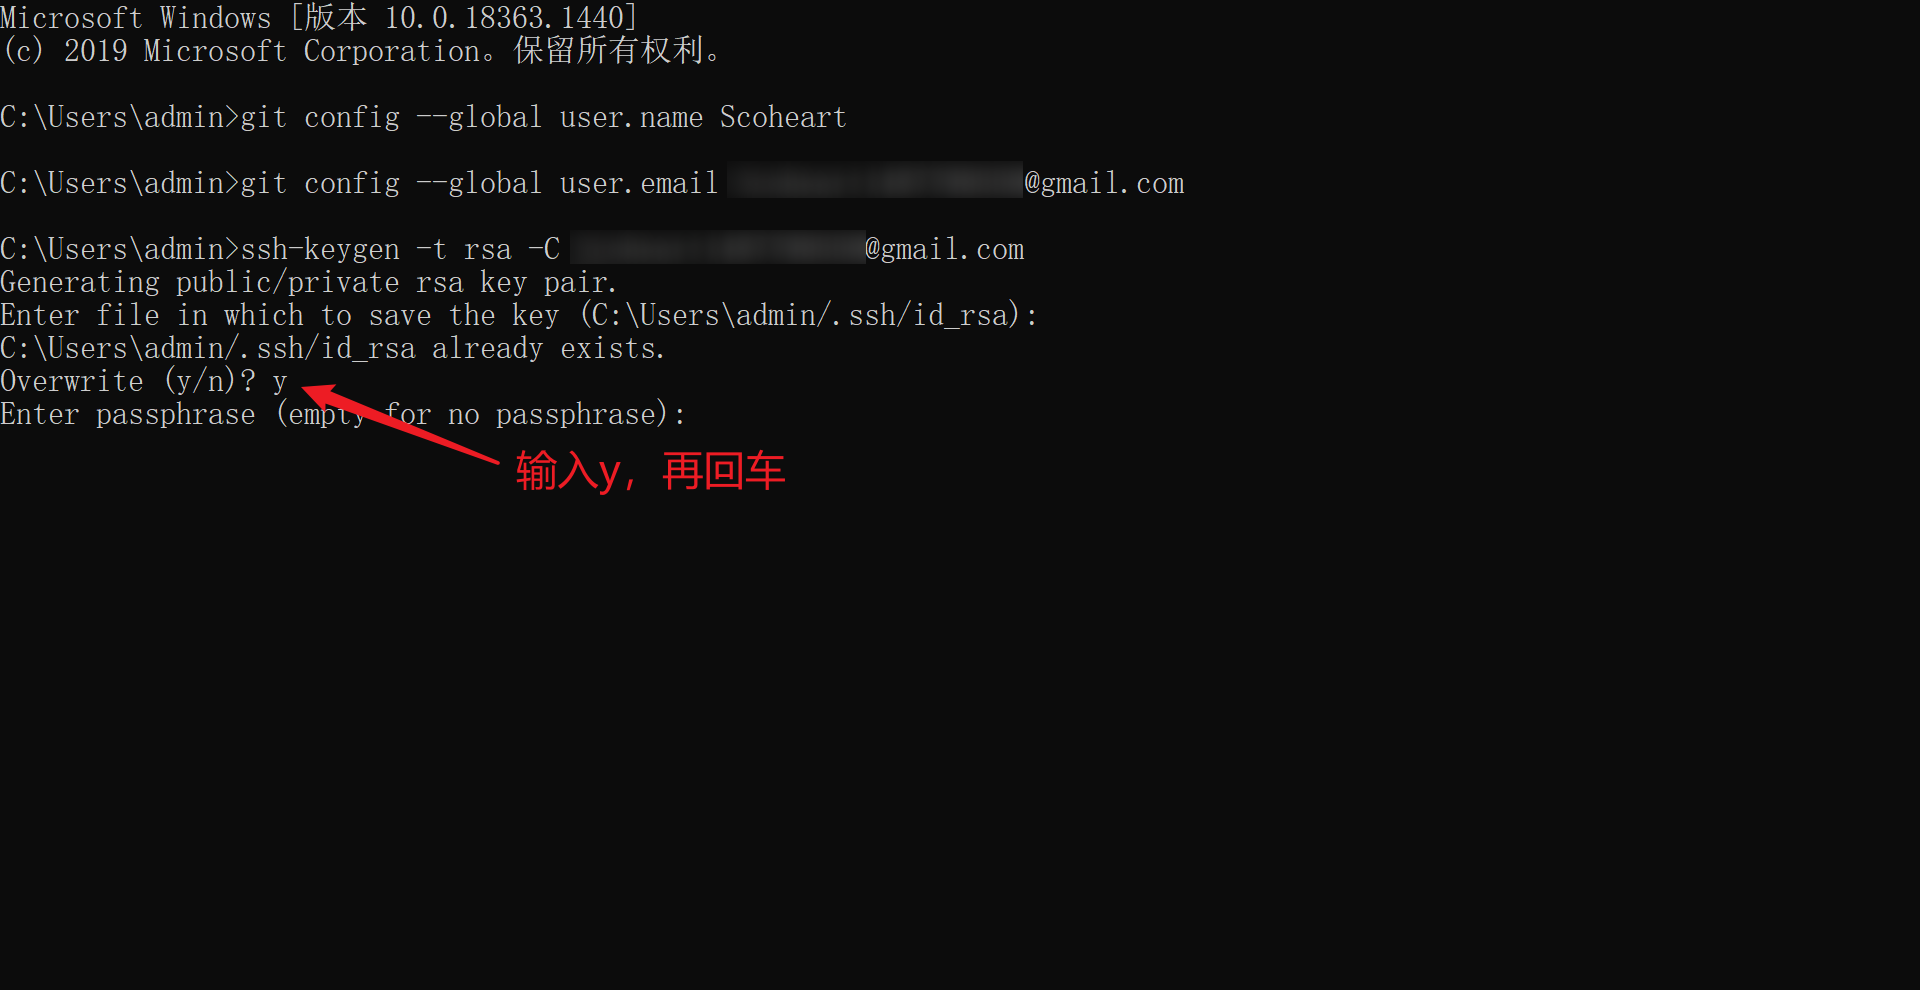 Microsoft Windows [版本 10.0.18363.1440]
(c) 2019 Microsoft Corporation。保留所有权利。
C:\Users\admin>git config --global user.name Scoheart
C:\Users\admin>git config --global user.email @gmail.com
C:\Users\admin>ssh-keygen -t rsa -C @gmail.com
Generating public/private rsa key pair.
Enter file in which to save the key (C:\Users\admin/.ssh/id_rsa):
C:\Users\admin/.ssh/id_rsa already exists.
Overwrite (y/n)? y
Enter passphrase (empty for no passphrase):
输入y，再回车